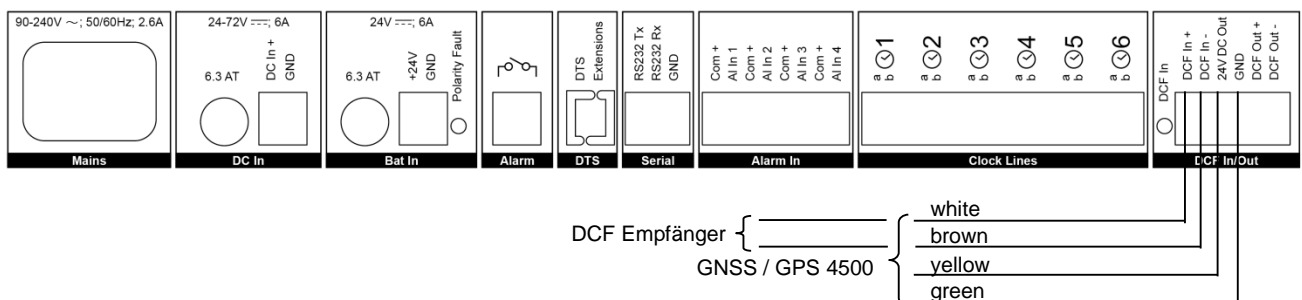 90-240V ~; 50/60Hz; 2.6A
24-72V ⎓; 6A
6.3 AT
DC In +
GND
24V ⎓; 6A
6.3 AT
+24V
GND
Polarity Fault
DTS
Extensions
RS232 Tx
RS232 Rx
GND
Com +
Al In 1
Com +
Al In 2
Com +
Al In 3
Com +
Al In 4
a b 1
a b 2
a b 3
a b 4
a b 5
a b 6
DCF In
DCF In +
DCF In -
24V DC Out
GND
DCF Out +
DCF Out -
Mains
DC In
Bat In
Alarm
DTS
Serial
Alarm In
Clock Lines
DCF In/Out
white
DCF Empfänger
brown
GNSS / GPS 4500
yellow
green